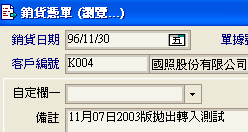 銷貨憑單 (瀏覽...)
銷貨日期 96/11/30 五 單據
客戶編號 K004 國照股份有限公司
自定欄一
備註 11月07日2003版拋出轉入測試